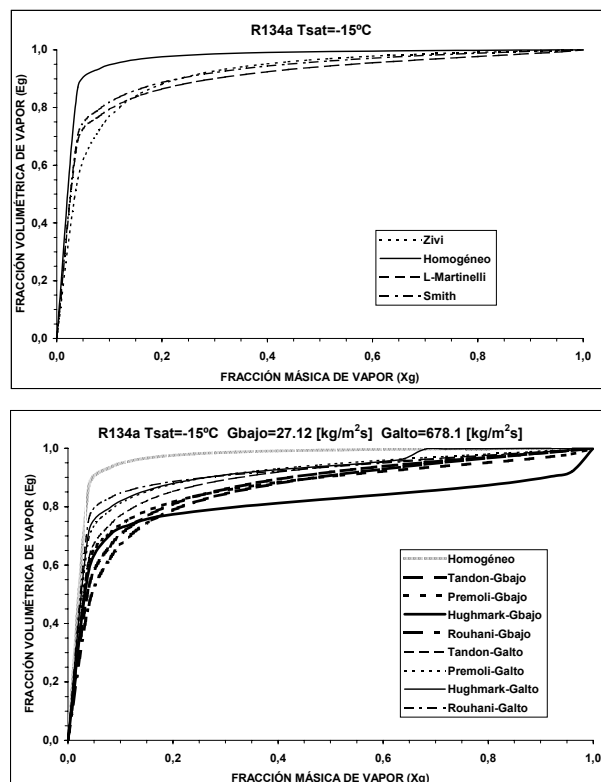 R134a Tsat=-15ºC
FRACCIÓN VOLUMÉTRICA DE VAPOR (Eg)
1,0
0,8
0,6
0,4
0,2
0,0
Zivi
Homogéneo
L-Martinelli
Smith
0,0 0,2 0,4 0,6 0,8 1,0
FRACCIÓN MÁSICA DE VAPOR (Xg)
R134a Tsat=-15ºC Gbajo=27.12 [kg/m²s] Galto=678.1 [kg/m²s]
FRACCIÓN VOLUMÉTRICA DE VAPOR (Eg)
1,0
0,8
0,6
0,4
0,2
0,0
Homogéneo
Tandon-Gbajo
Premoli-Gbajo
Hughmark-Gbajo
Rouhani-Gbajo
Tandon-Galto
Premoli-Galto
Hughmark-Galto
Rouhani-Galto
0,0 0,2 0,4 0,6 0,8 1,0
FRACCIÓN MÁSICA DE VAPOR (Xg)